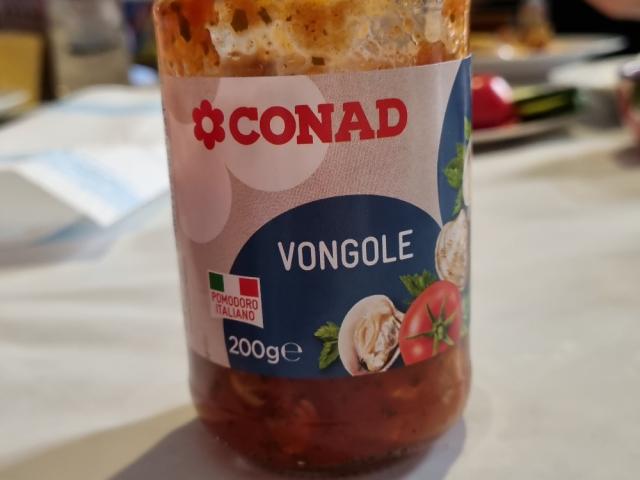 CONAD
VONGOLE
POMODORO
ITALIANO
200g℮